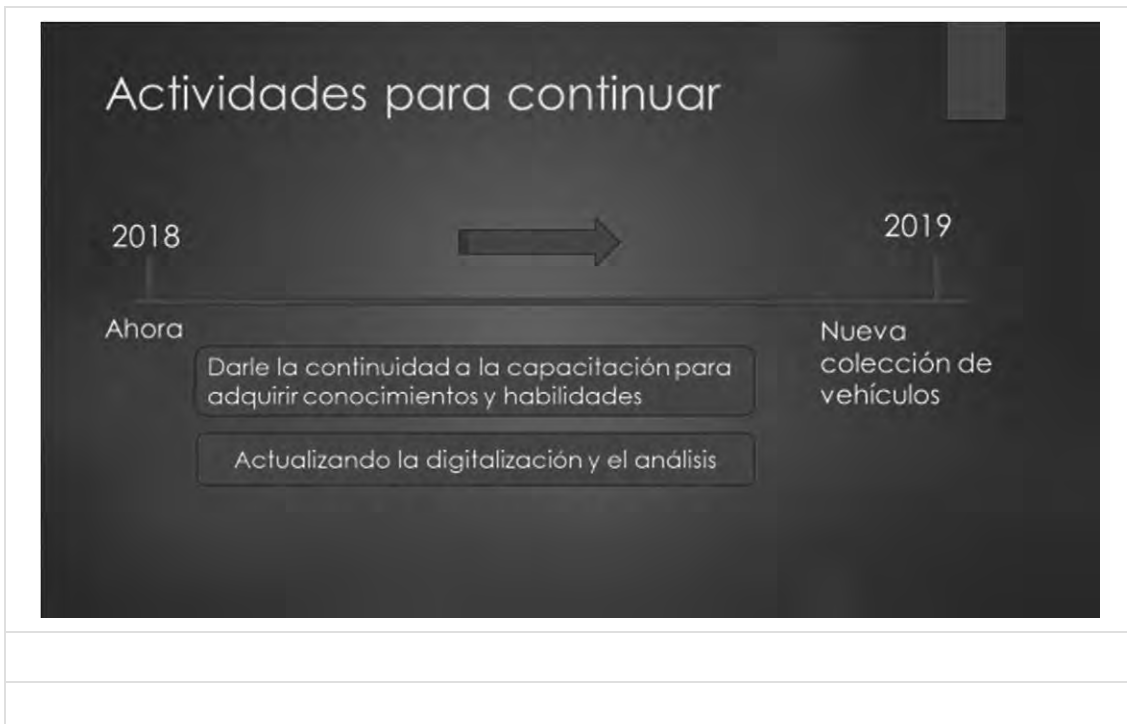 Actividades para continuar
2018
2019
Ahora
Nueva
colección de
vehículos
Darle la continuidad a la capacitación para
adquirir conocimientos y habilidades
Actualizando la digitalización y el análisis